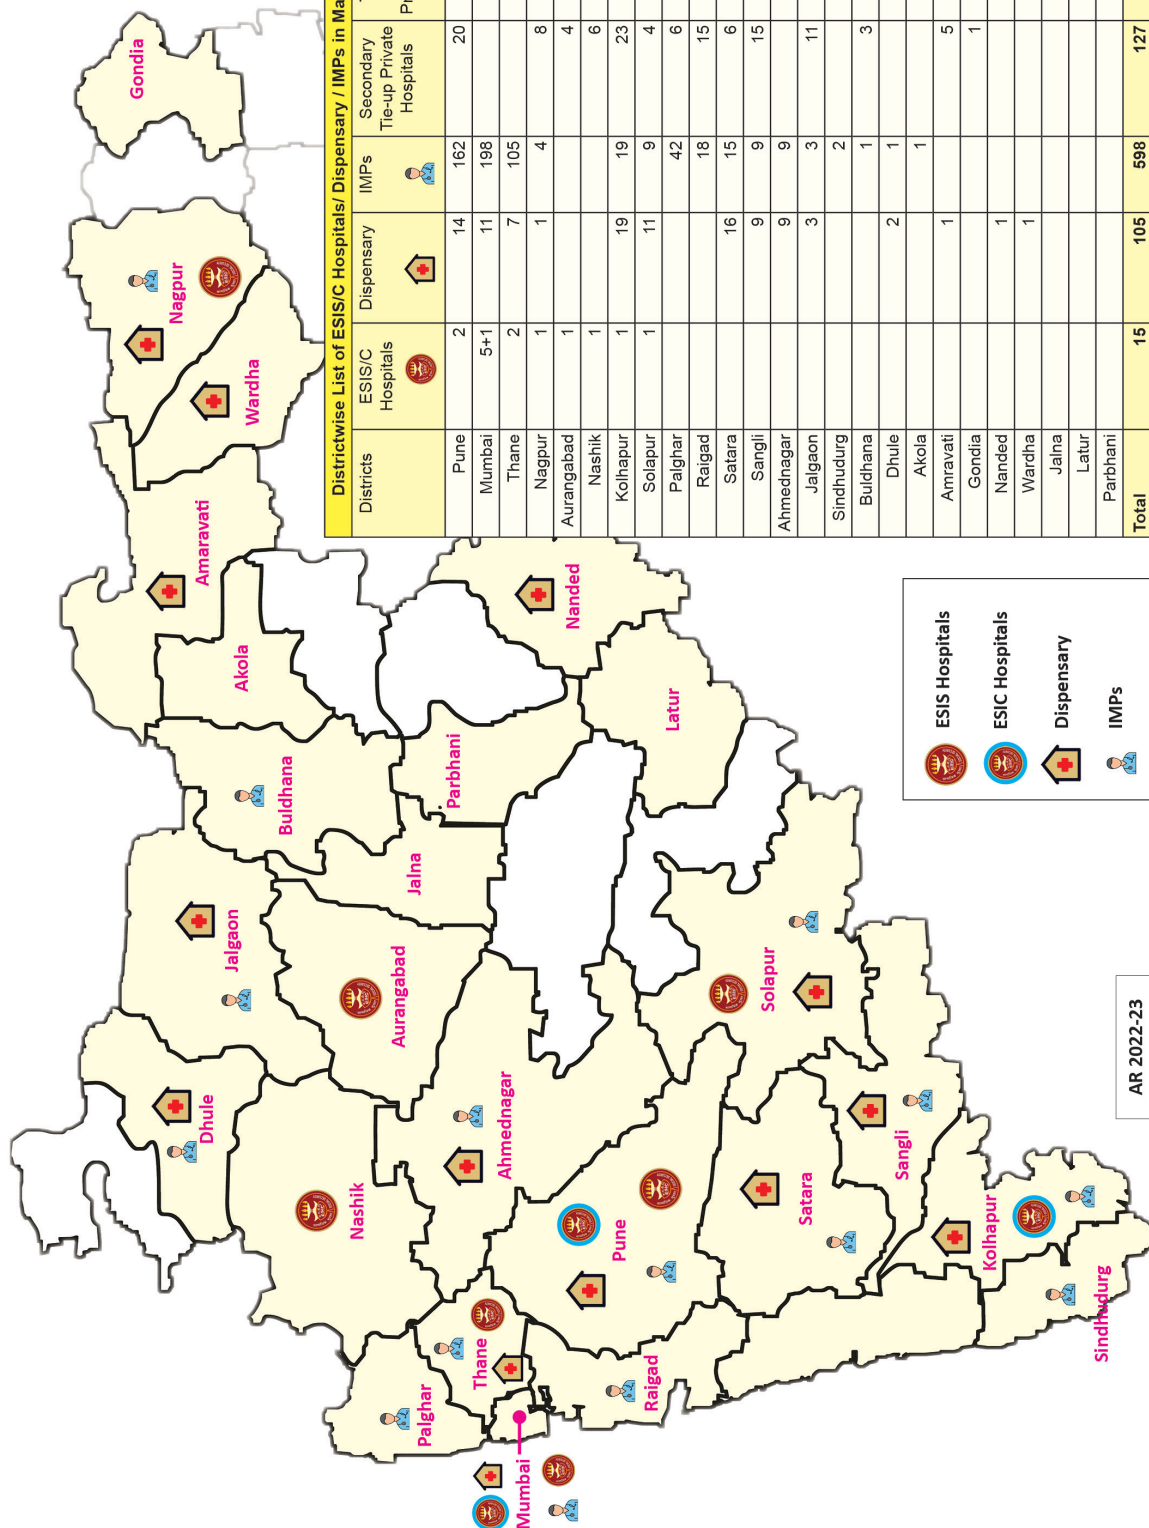 Gondia
Nagpur
Amaravati
Dhule
Jalgaon
Akola
Wardha
Buldhana
Nashik
Aurangabad
Jalna
Palghar
Parbhani
Thane
Ahmednagar
Mumbai
Nanded
Pune
Raigad
Latur
Solapur
Satara
Sangli
Kolhapur
Sindhudurg
ESIS Hospitals
ESIC Hospitals
Dispensary
IMPs
AR 2022-23
Districtwise List of ESIS/C Hospitals/ Dispensary / IMPs in Ma
Districts ESIS/C Hospitals Dispensary IMPs Secondary Tie-up Private Hospitals
Pune 2 14 162 20
Mumbai 5+1 11 198
Thane 2 7 105
Nagpur 1 1 4 8
Aurangabad 1 4
Nashik 1 6
Kolhapur 1 19 19 23
Solapur 1 11 9 4
Palghar 42 6
Raigad 18 15
Satara 16 15 6
Sangli 9 9 15
Ahmednagar 9 9
Jalgaon 3 3 11
Sindhudurg 2
Buldhana 1 3
Dhule 2 1
Akola 1
Amravati 1 5
Gondia 1
Nanded 1
Wardha 1
Jalna
Latur
Parbhani
Total 15 105 598 127